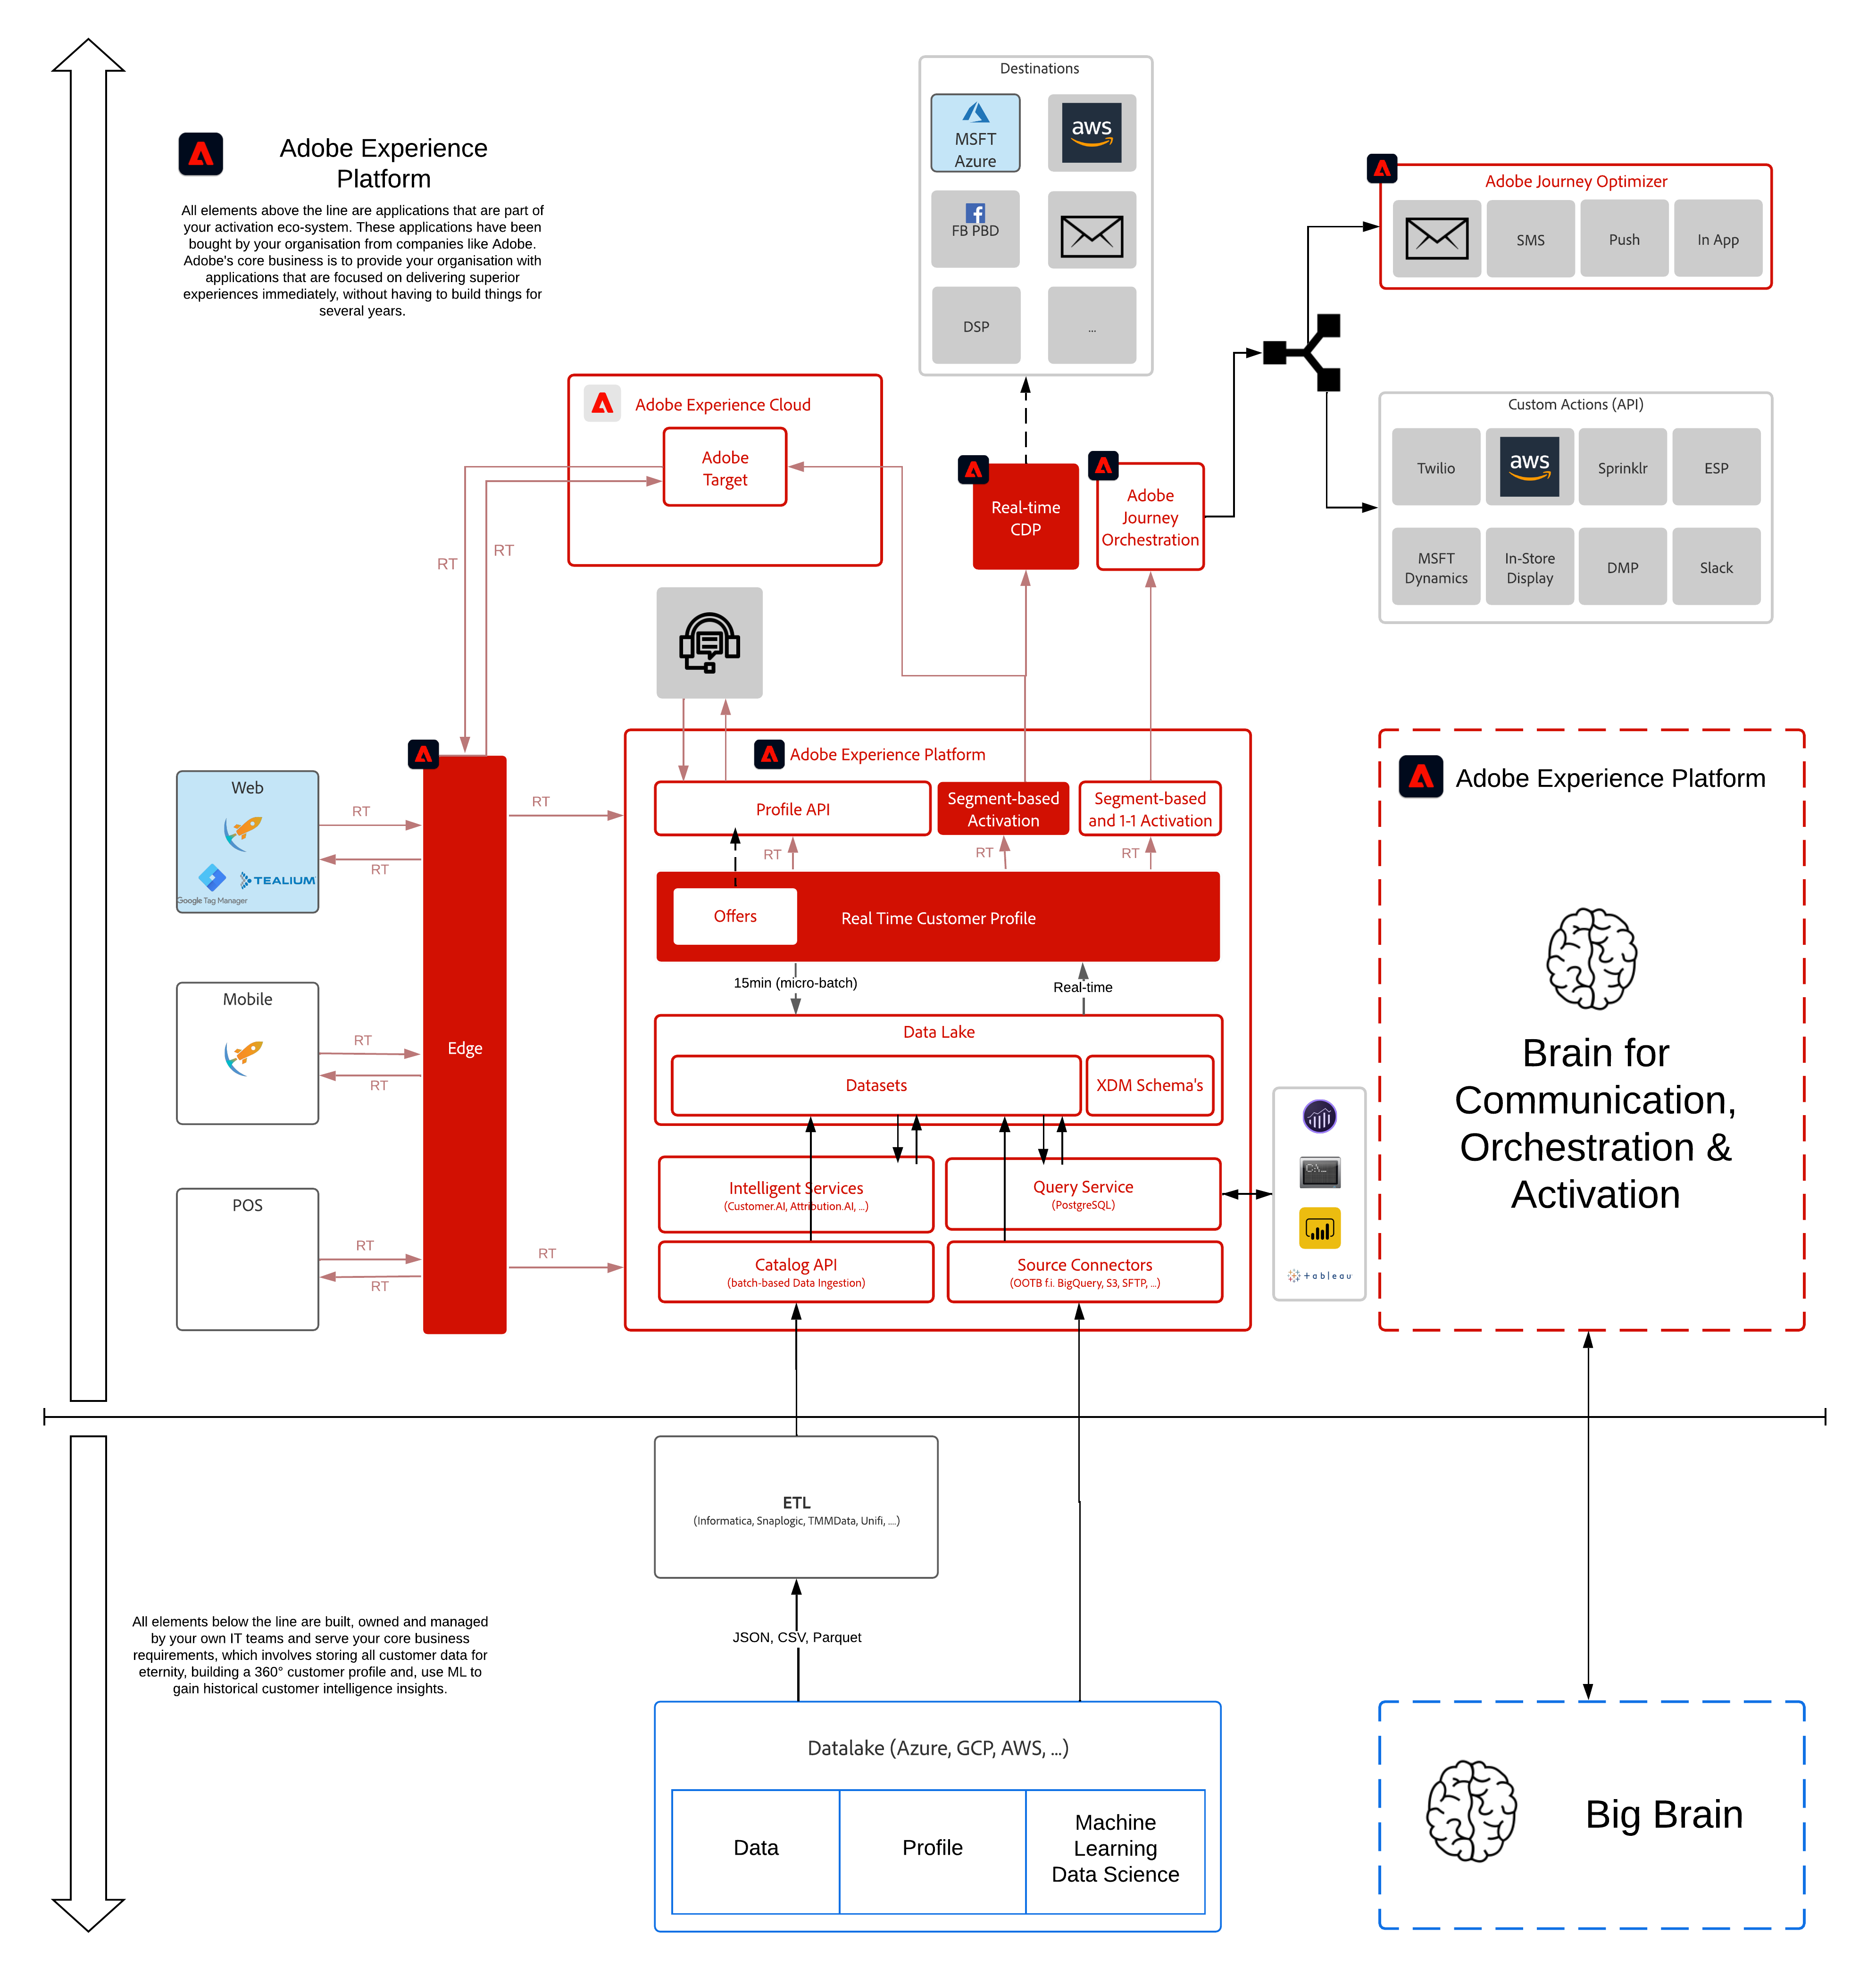 Destinations
MSFT
Azure
aws
FB PBD
DSP
...
Adobe Experience
Platform
All elements above the line are applications that are part of
your activation eco-system. These applications have been
bought by your organisation from companies like Adobe.
Adobe's core business is to provide your organisation with
applications that are focused on delivering superior
experiences immediately, without having to build things for
several years.
Adobe Journey Optimizer
SMS
Push
In App
Adobe Experience Cloud
Adobe
Target
Real-time
CDP
Adobe
Journey
Orchestration
Custom Actions (API)
Twilio
aws
Sprinklr
ESP
MSFT
Dynamics
In-Store
Display
DMP
Slack
RT
RT
Adobe Experience Platform
Web
Google Tag Manager
TEALIUM
RT
RT
RT
Profile API
Segment-based
Activation
Segment-based
and 1-1 Activation
RT
RT
RT
Offers
Real Time Customer Profile
15min (micro-batch)
Real-time
Mobile
RT
RT
Edge
Data Lake
Datasets
XDM Schema's
Intelligent Services
(Customer.AI, Attribution.AI, ...)
Query Service
(PostgreSQL)
POS
RT
RT
RT
Catalog API
(batch-based Data Ingestion)
Source Connectors
(OOTB f.i. BigQuery, S3, SFTP, ...)
C:\_
+ableau
Adobe Experience Platform
Brain for
Communication,
Orchestration &
Activation
ETL
(Informatica, Snaplogic, TMMData, Unifi, ....)
JSON, CSV, Parquet
All elements below the line are built, owned and managed
by your own IT teams and serve your core business
requirements, which involves storing all customer data for
eternity, building a 360° customer profile and, use ML to
gain historical customer intelligence insights.
Datalake (Azure, GCP, AWS, ...)
Data
Profile
Machine
Learning
Data Science
Big Brain